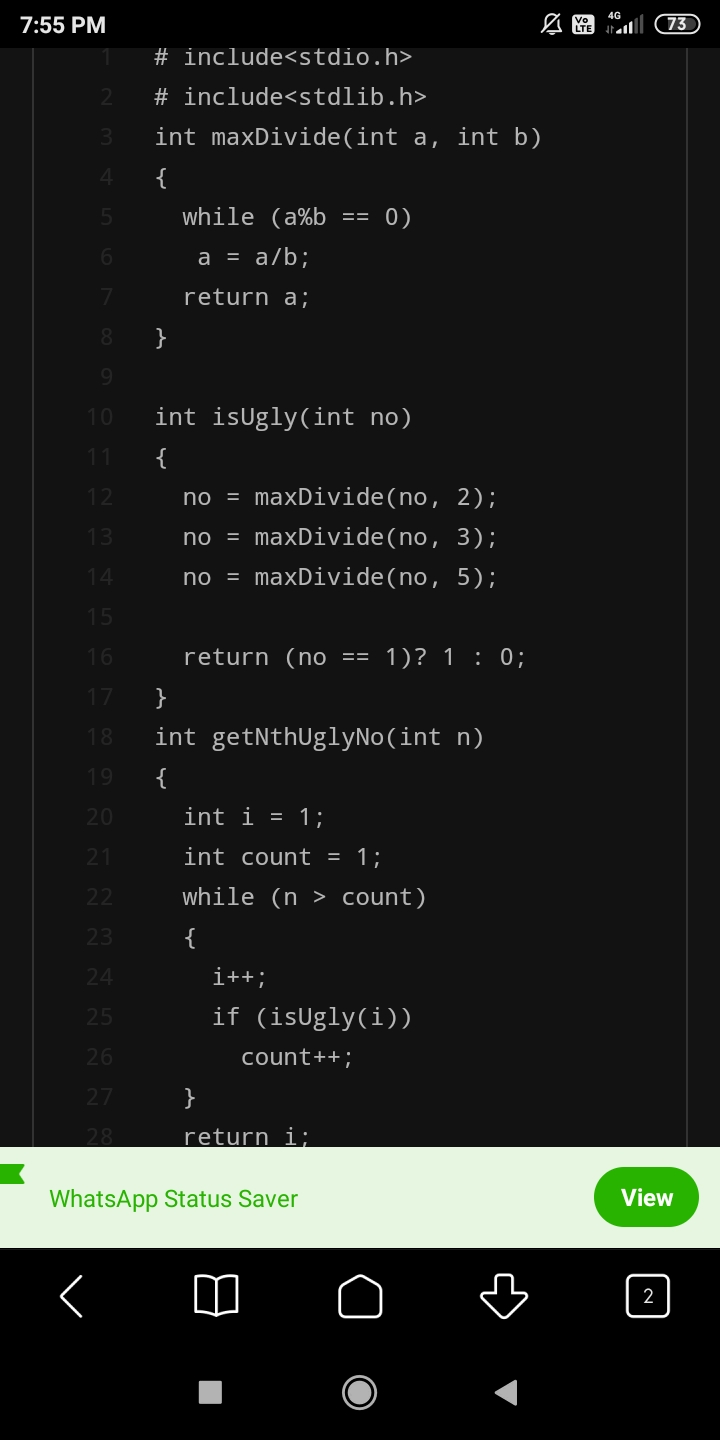 7:55 PM
Vo LTE
4G
73
1 # include<stdio.h>
2 # include<stdlib.h>
3 int maxDivide(int a, int b)
4 {
5 while (a%b == 0)
6 a = a/b;
7 return a;
8 }
9
10 int isUgly(int no)
11 {
12 no = maxDivide(no, 2);
13 no = maxDivide(no, 3);
14 no = maxDivide(no, 5);
15
16 return (no == 1)? 1 : 0;
17 }
18 int getNthUglyNo(int n)
19 {
20 int i = 1;
21 int count = 1;
22 while (n > count)
23 {
24 i++;
25 if (isUgly(i))
26 count++;
27 }
28 return i;
WhatsApp Status Saver
View
2